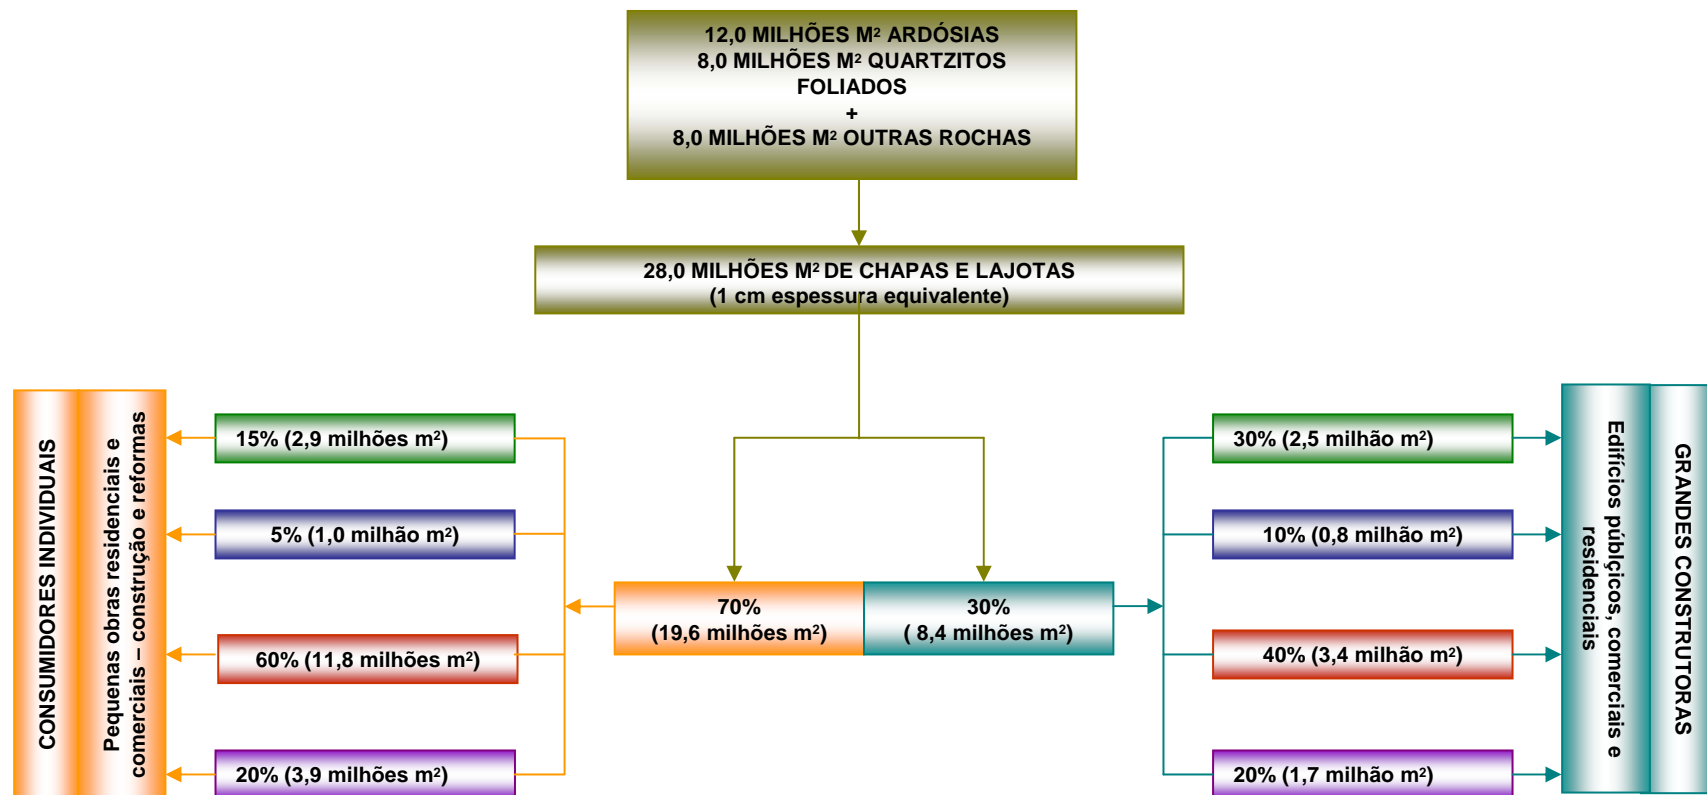 12,0 MILHÕES M² ARDÓSIAS
8,0 MILHÕES M² QUARTZITOS
FOLIADOS
+
8,0 MILHÕES M² OUTRAS ROCHAS
28,0 MILHÕES M² DE CHAPAS E LAJOTAS
(1 cm espessura equivalente)
CONSUMIDORES INDIVIDUAIS
Pequenas obras residenciais e
comerciais – construção e reformas
15% (2,9 milhões m²)
5% (1,0 milhão m²)
60% (11,8 milhões m²)
20% (3,9 milhões m²)
70%
(19,6 milhões m²)
30%
( 8,4 milhões m²)
30% (2,5 milhão m²)
10% (0,8 milhão m²)
40% (3,4 milhão m²)
20% (1,7 milhão m²)
Edifícios públçicos, comerciais e
residenciais
GRANDES CONSTRUTORAS